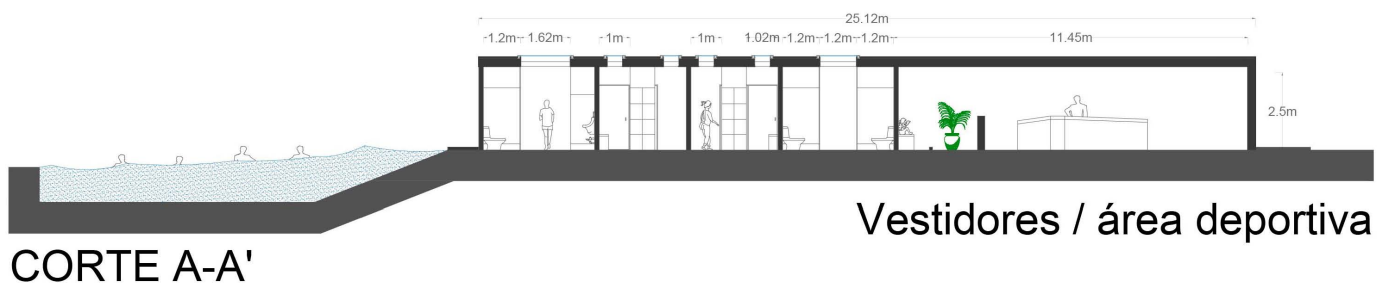 25.12m
1.2m 1.62m 1m 1m 1.02m 1.2m 1.2m 1.2m 11.45m
2.5m
Vestidores / área deportiva
CORTE A-A'